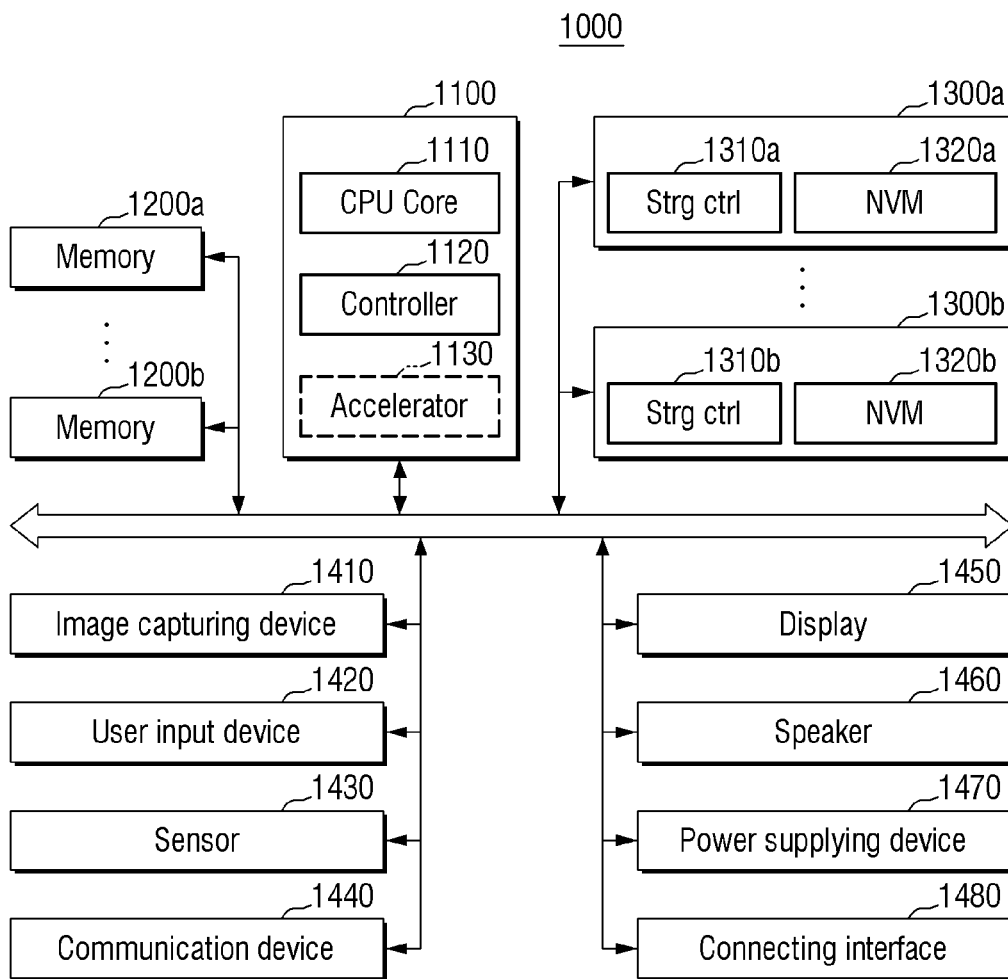 1000
1100
1110
CPU Core
1120
Controller
1130
Accelerator
1200a
Memory
1200b
Memory
1300a
1310a
Strg ctrl
1320a
NVM
1300b
1310b
Strg ctrl
1320b
NVM
1410
Image capturing device
1420
User input device
1430
Sensor
1440
Communication device
1450
Display
1460
Speaker
1470
Power supplying device
1480
Connecting interface